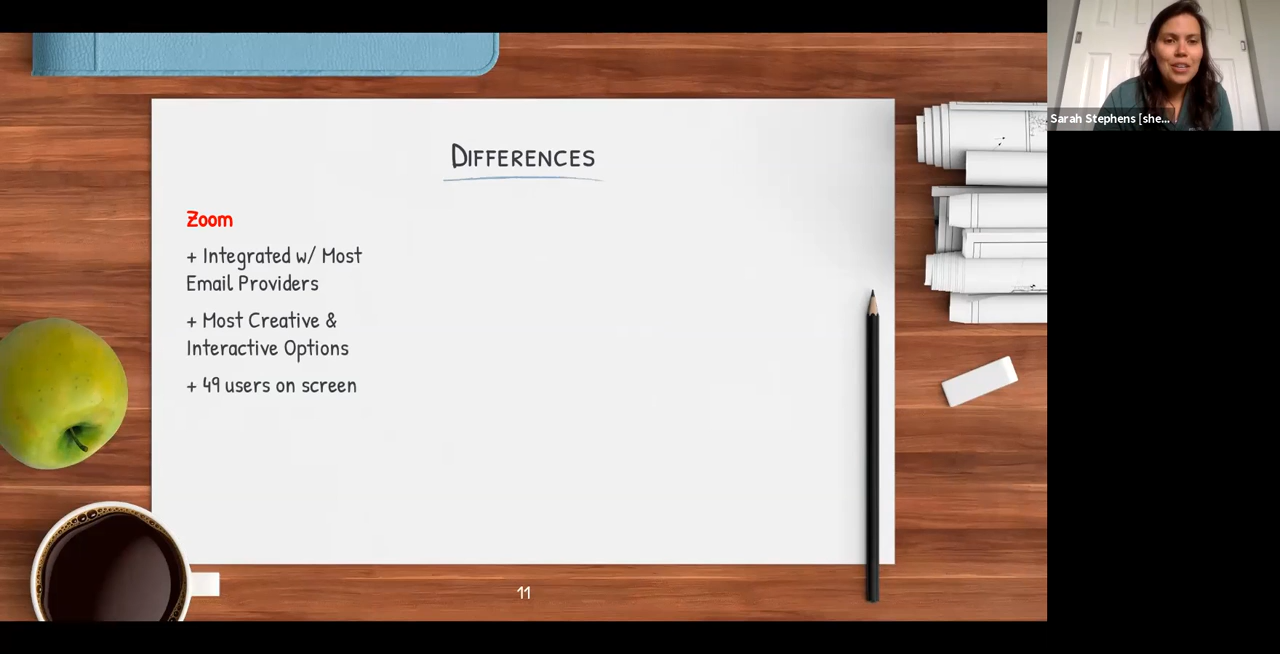 Differences
Zoom
+ Integrated w/ Most
Email Providers
+ Most Creative &
Interactive Options
+ 49 users on screen
11
Sarah Stephens [she...